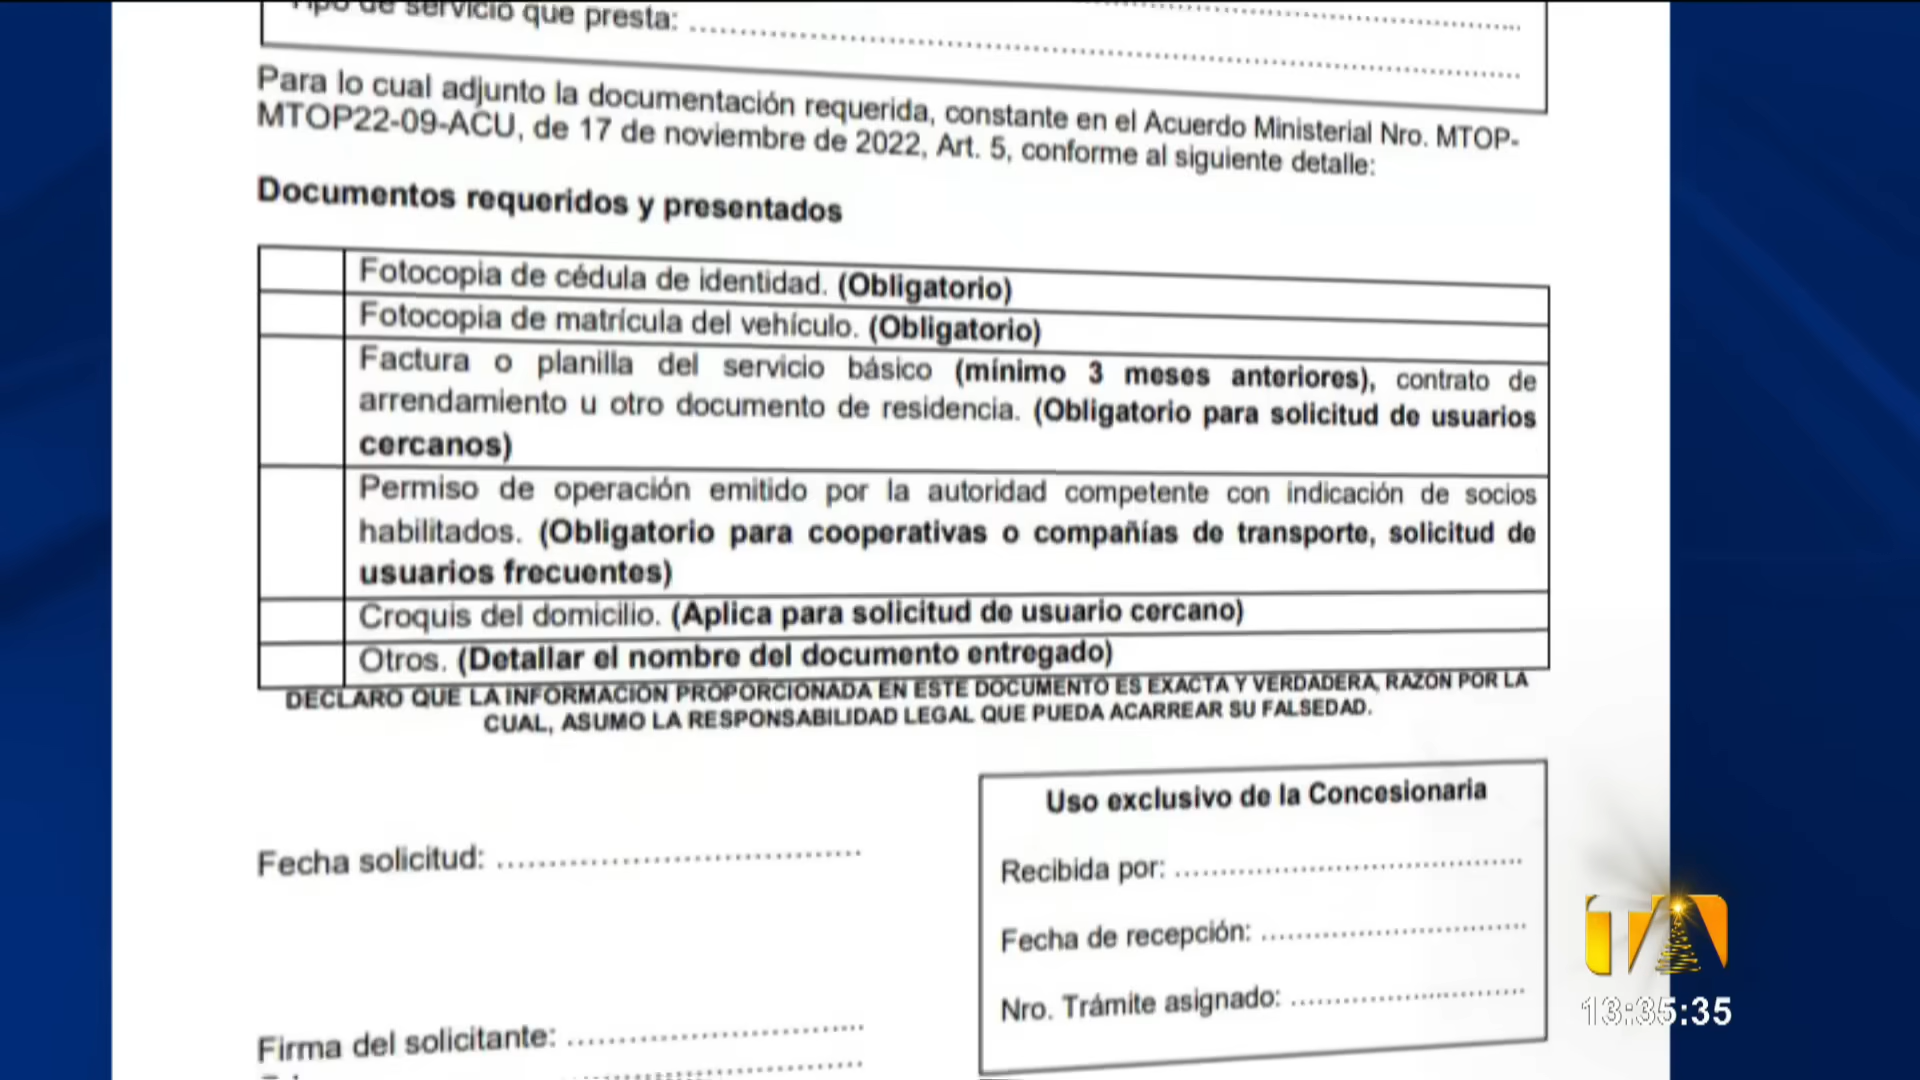 Tipo de servicio que presta:
Para lo cual adjunto la documentación requerida, constante en el Acuerdo Ministerial Nro. MTOP-
MTOP22-09-ACU, de 17 de noviembre de 2022, Art. 5, conforme al siguiente detalle:
Documentos requeridos y presentados
Fotocopia de cédula de identidad. (Obligatorio)
Fotocopia de matrícula del vehículo. (Obligatorio)
Factura o planilla del servicio básico (mínimo 3 meses anteriores), contrato de
arrendamiento u otro documento de residencia. (Obligatorio para solicitud de usuarios
cercanos)
Permiso de operación emitido por la autoridad competente con indicación de socios
habilitados. (Obligatorio para cooperativas o compañías de transporte, solicitud de
usuarios frecuentes)
Croquis del domicilio. (Aplica para solicitud de usuario cercano)
Otros. (Detallar el nombre del documento entregado)
DECLARO QUE LA INFORMACIÓN PROPORCIONADA EN ESTE DOCUMENTO ES EXACTA Y VERDADERA, RAZÓN POR LA
CUAL, ASUMO LA RESPONSABILIDAD LEGAL QUE PUEDA ACARREAR SU FALSEDAD.
Uso exclusivo de la Concesionaria
Fecha solicitud:
Recibida por:
Fecha de recepción:
Nro. Trámite asignado:
Firma del solicitante:
TA
13:35:35